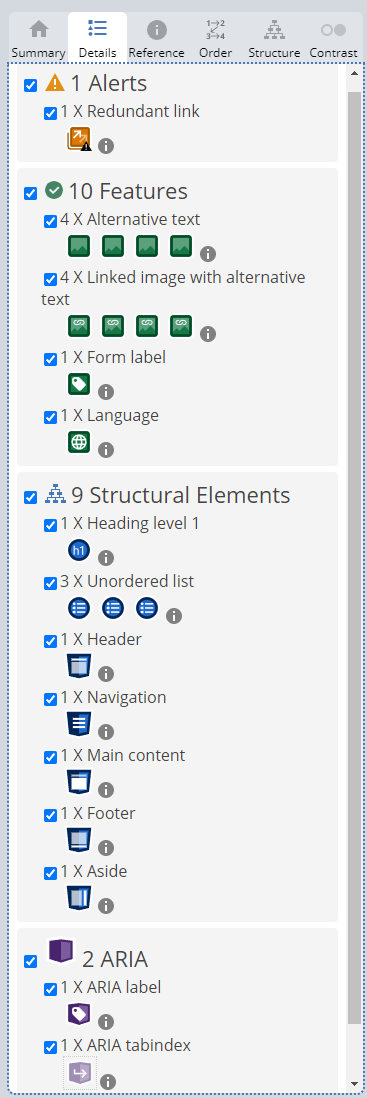 Summary Details Reference Order Structure Contrast
1 Alerts
1 X Redundant link
10 Features
4 X Alternative text
4 X Linked image with alternative
text
1 X Form label
1 X Language
9 Structural Elements
1 X Heading level 1
h1
3 X Unordered list
1 X Header
1 X Navigation
1 X Main content
1 X Footer
1 X Aside
2 ARIA
1 X ARIA label
1 X ARIA tabindex